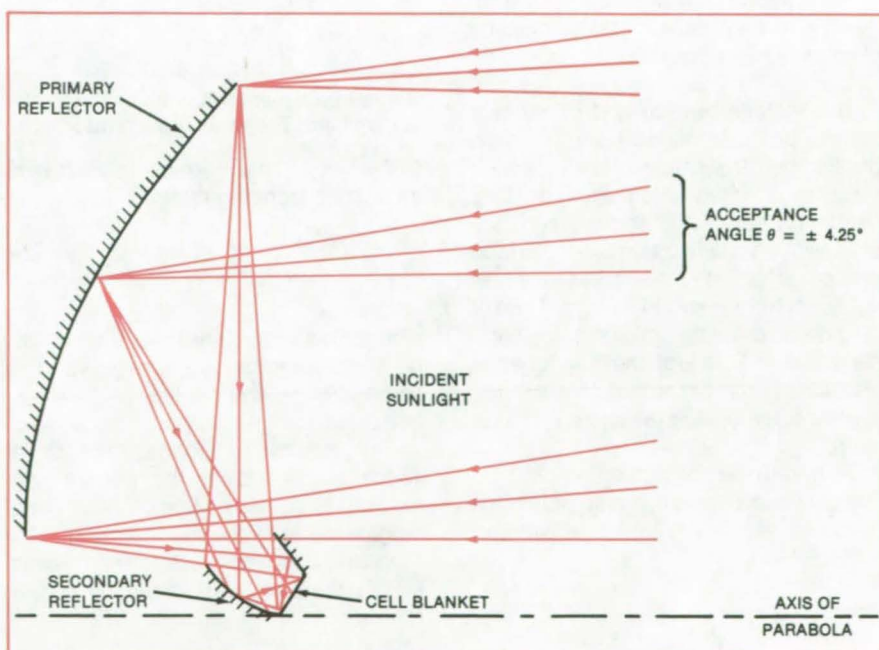 PRIMARY
REFLECTOR
ACCEPTANCE
ANGLE θ = ± 4.25°
INCIDENT
SUNLIGHT
SECONDARY
REFLECTOR
CELL BLANKET
AXIS OF
PARABOLA